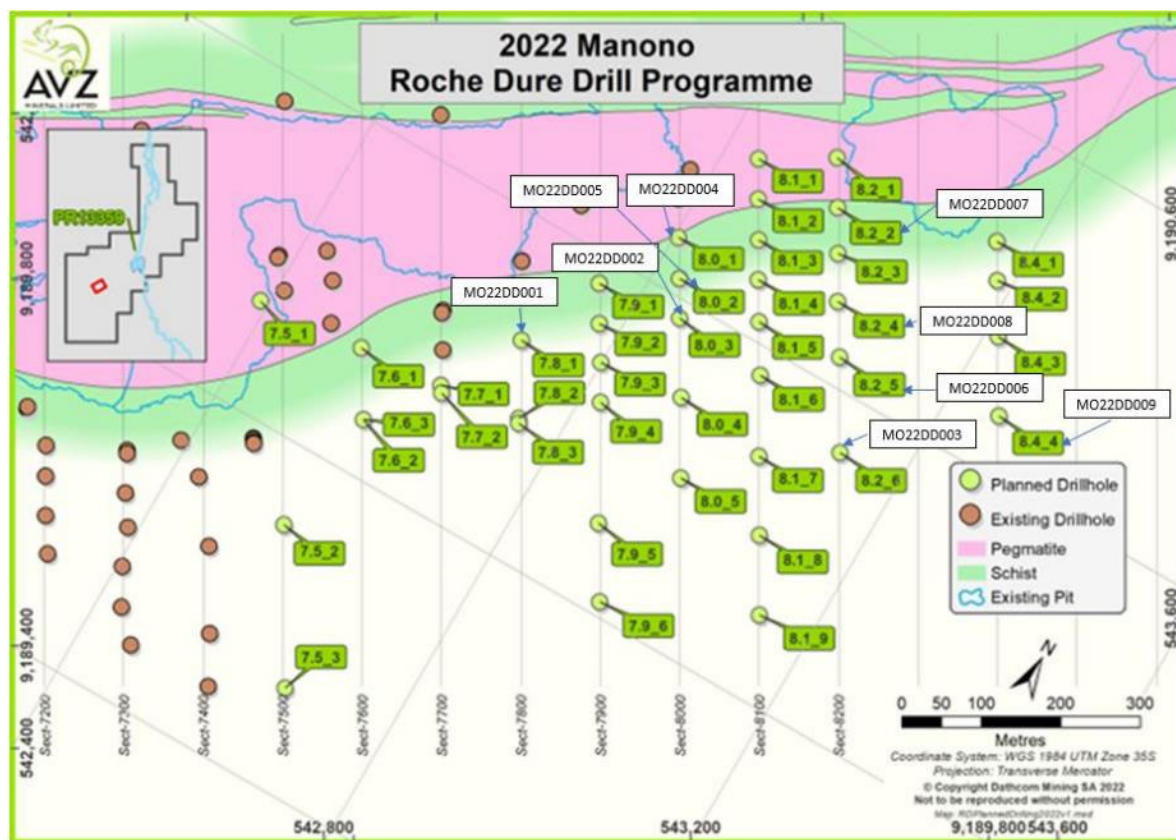 2022 Manono
Roche Dure Drill Programme
AVZ
MINERALS LIMITED
PR13359
MO22DD005
MO22DD004
MO22DD007
MO22DD002
MO22DD001
MO22DD008
MO22DD006
MO22DD009
MO22DD003
8.1_1
8.2_1
8.1_2
8.2_2
8.0_1
8.1_3
8.2_3
8.4_1
8.0_2
7.9_1
8.1_4
8.4_2
7.5_1
8.2_4
7.9_2
8.0_3
8.1_5
8.4_3
7.6_1
7.8_1
7.9_3
8.2_5
7.7_1
7.8_2
8.1_6
7.6_3
7.9_4
8.0_4
7.7_2
8.4_4
7.6_2
7.8_3
8.1_7
8.2_6
8.0_5
7.5_2
7.9_5
8.1_8
7.9_6
8.1_9
7.5_3
Planned Drillhole
Existing Drillhole
Pegmatite
Schist
Existing Pit
N
0 50 100 200 300
Metres
Coordinate System: WGS 1984 UTM Zone 35S
Projection: Transverse Mercator
© Copyright Dathcom Mining SA 2022
Not to be reproduced without permission
Map: RDPlannedDrilling2022v1.mxd
Sect-7200
Sect-7300
Sect-7400
Sect-7500
Sect-7600
Sect-7700
Sect-7800
Sect-7900
Sect-8000
Sect-8100
Sect-8200
9,189,800
9,189,400
542,400
542,800
543,200
9,189,800
543,600
9,190,600
543,600